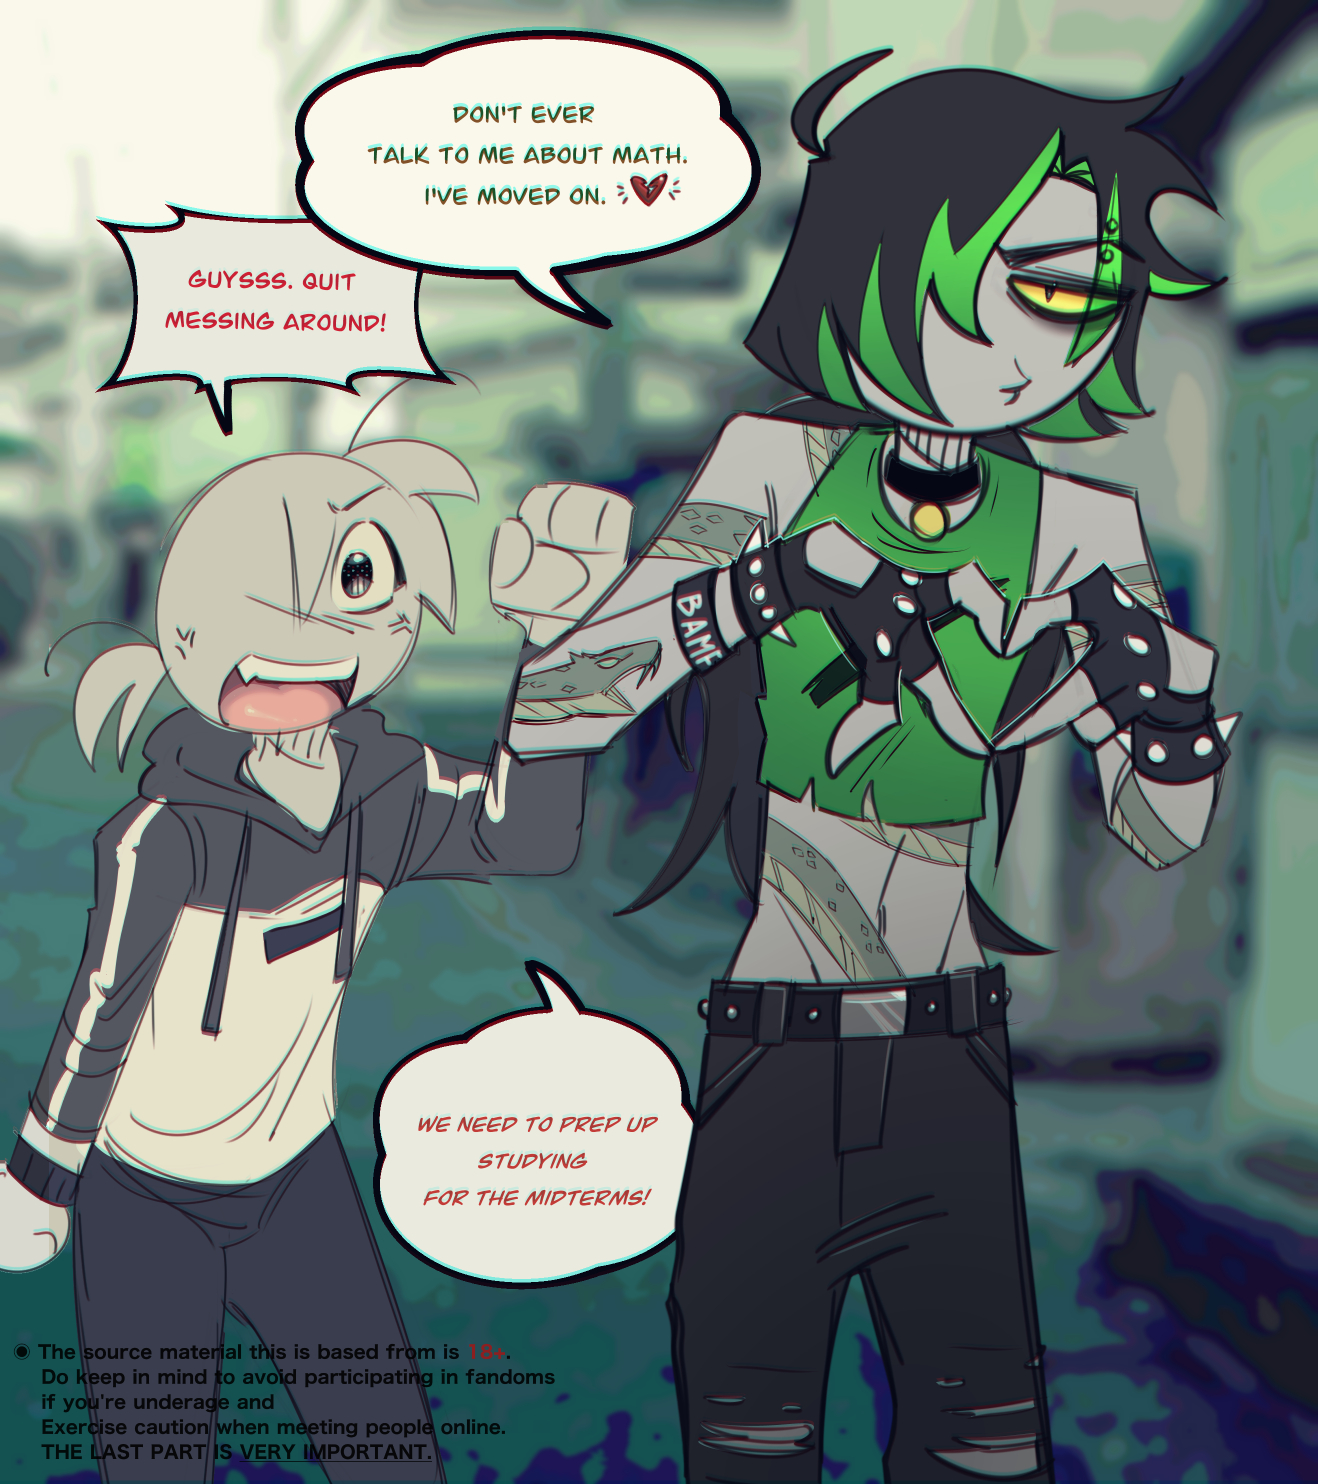 DON'T EVER
TALK TO ME ABOUT MATH.
I'VE MOVED ON.
GUYSSS. QUIT
MESSING AROUND!
BAMF
WE NEED TO PREP UP
STUDYING
FOR THE MIDTERMS!
◉ The source material this is based from is 18+.
Do keep in mind to avoid participating in fandoms
if you're underage and
Exercise caution when meeting people online.
THE LAST PART IS VERY IMPORTANT.